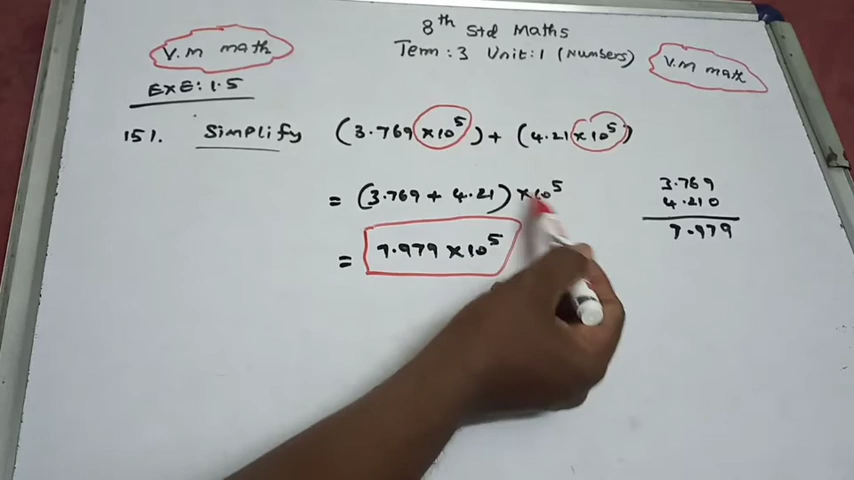 8th Std Maths
V.M math
Term : 3 Unit : 1 (Numbers)
V.M math
EXE : 1.5
151. Simplify (3.769 ×10⁵) + (4.21 ×10⁵)
= (3.769 + 4.21) ×10⁵
= 7.979 ×10⁵
3.769
4.210
7.979